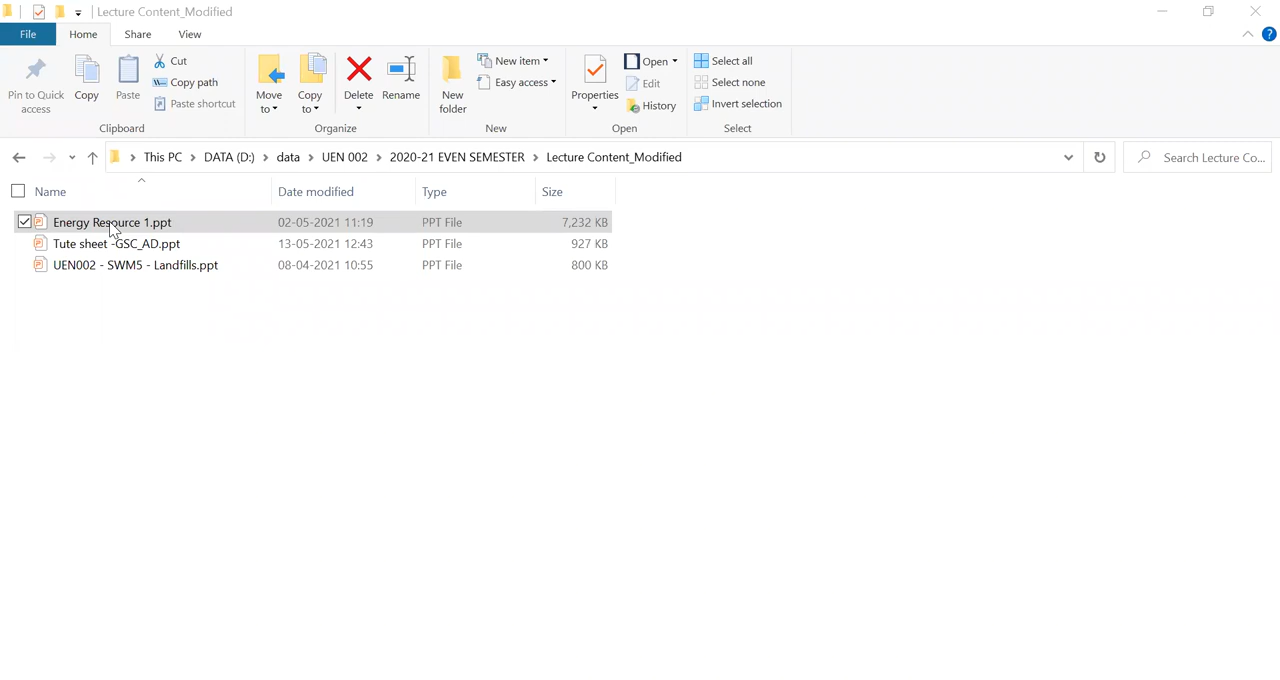 Lecture Content_Modified
File Home Share View
Pin to Quick access
Copy
Paste
Cut
Copy path
Paste shortcut
Clipboard
Move to
Copy to
Delete
Rename
Organize
New folder
New item
Easy access
New
Properties
Open
Edit
History
Open
Select all
Select none
Invert selection
Select
This PC > DATA (D:) > data > UEN 002 > 2020-21 EVEN SEMESTER > Lecture Content_Modified
Search Lecture Co...
Name Date modified Type Size
Energy Resource 1.ppt 02-05-2021 11:19 PPT File 7,232 KB
Tute sheet -GSC_AD.ppt 13-05-2021 12:43 PPT File 927 KB
UEN002 - SWM5 - Landfills.ppt 08-04-2021 10:55 PPT File 800 KB